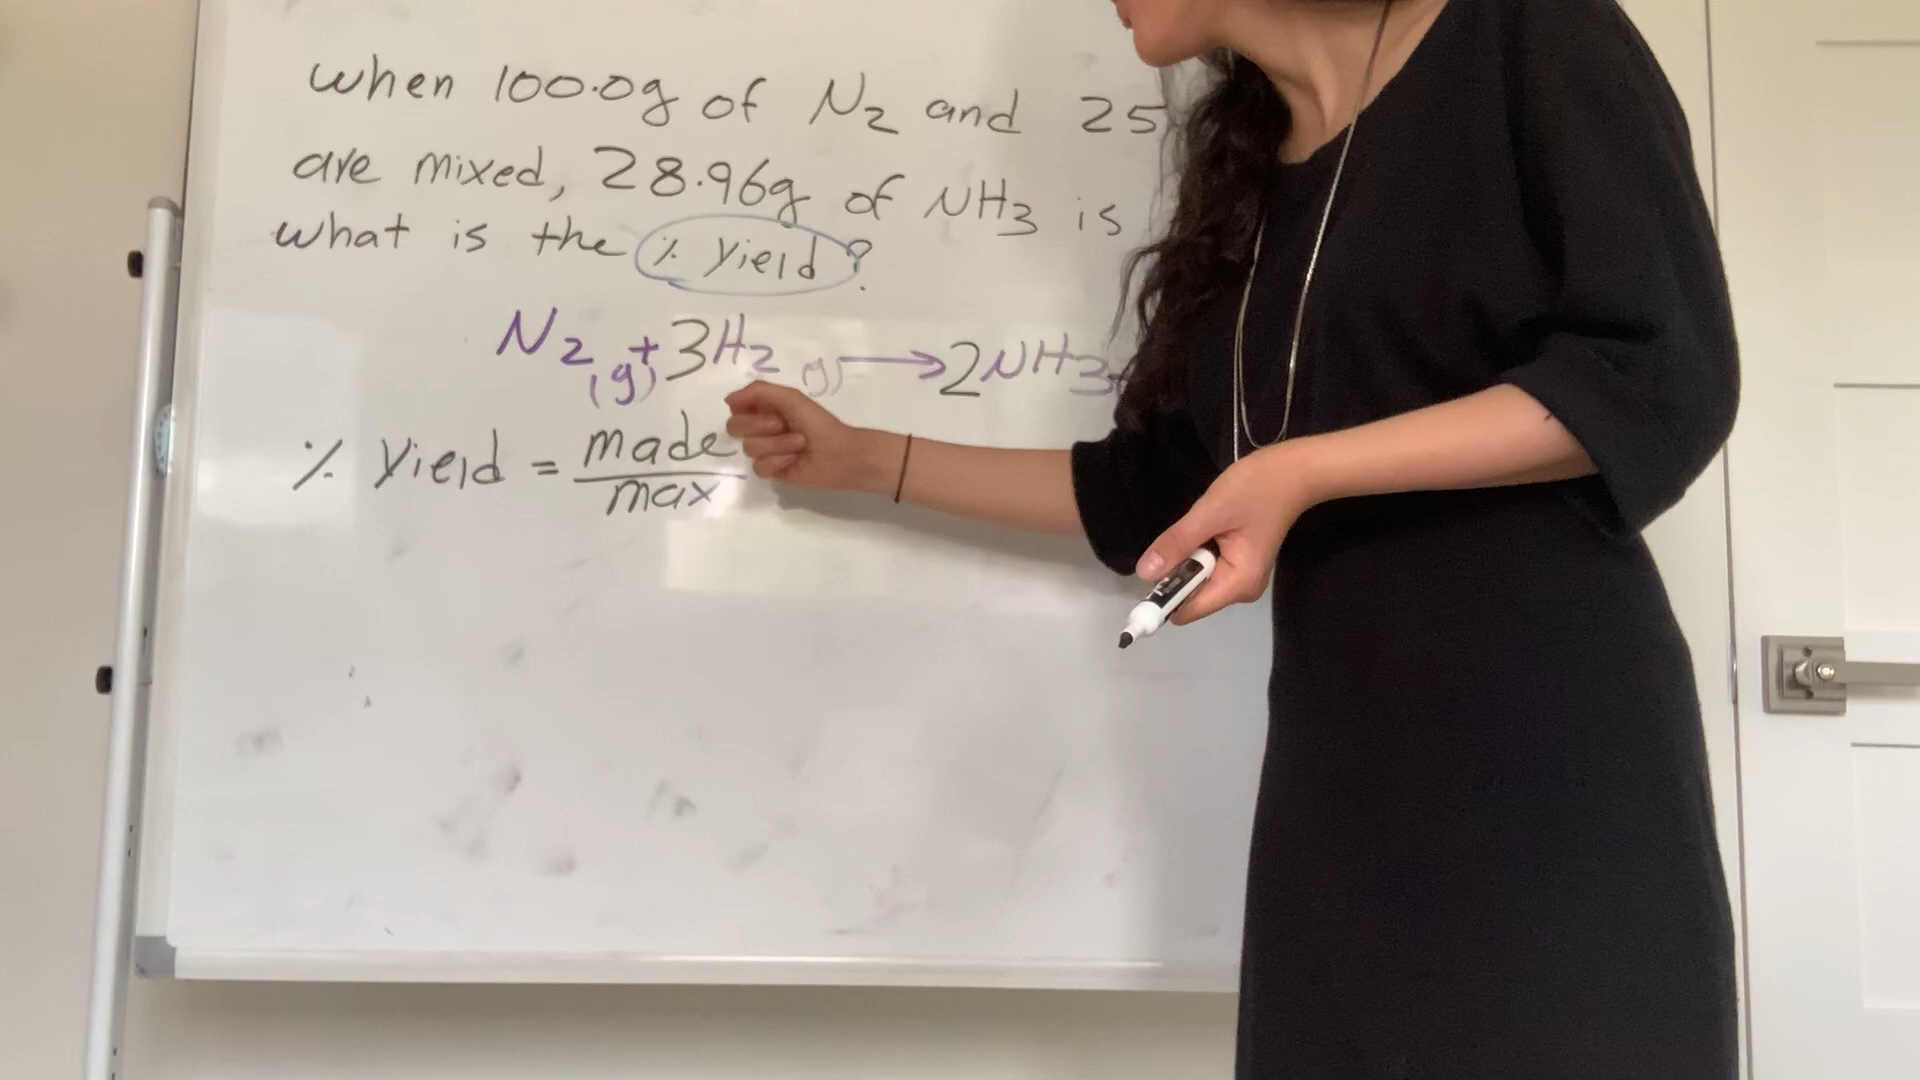 when 100.0g of N2 and 25
are mixed, 28.96g of NH3 is
what is the % yield?
N2(g) + 3H2(g) → 2NH3
% Yield = made
max